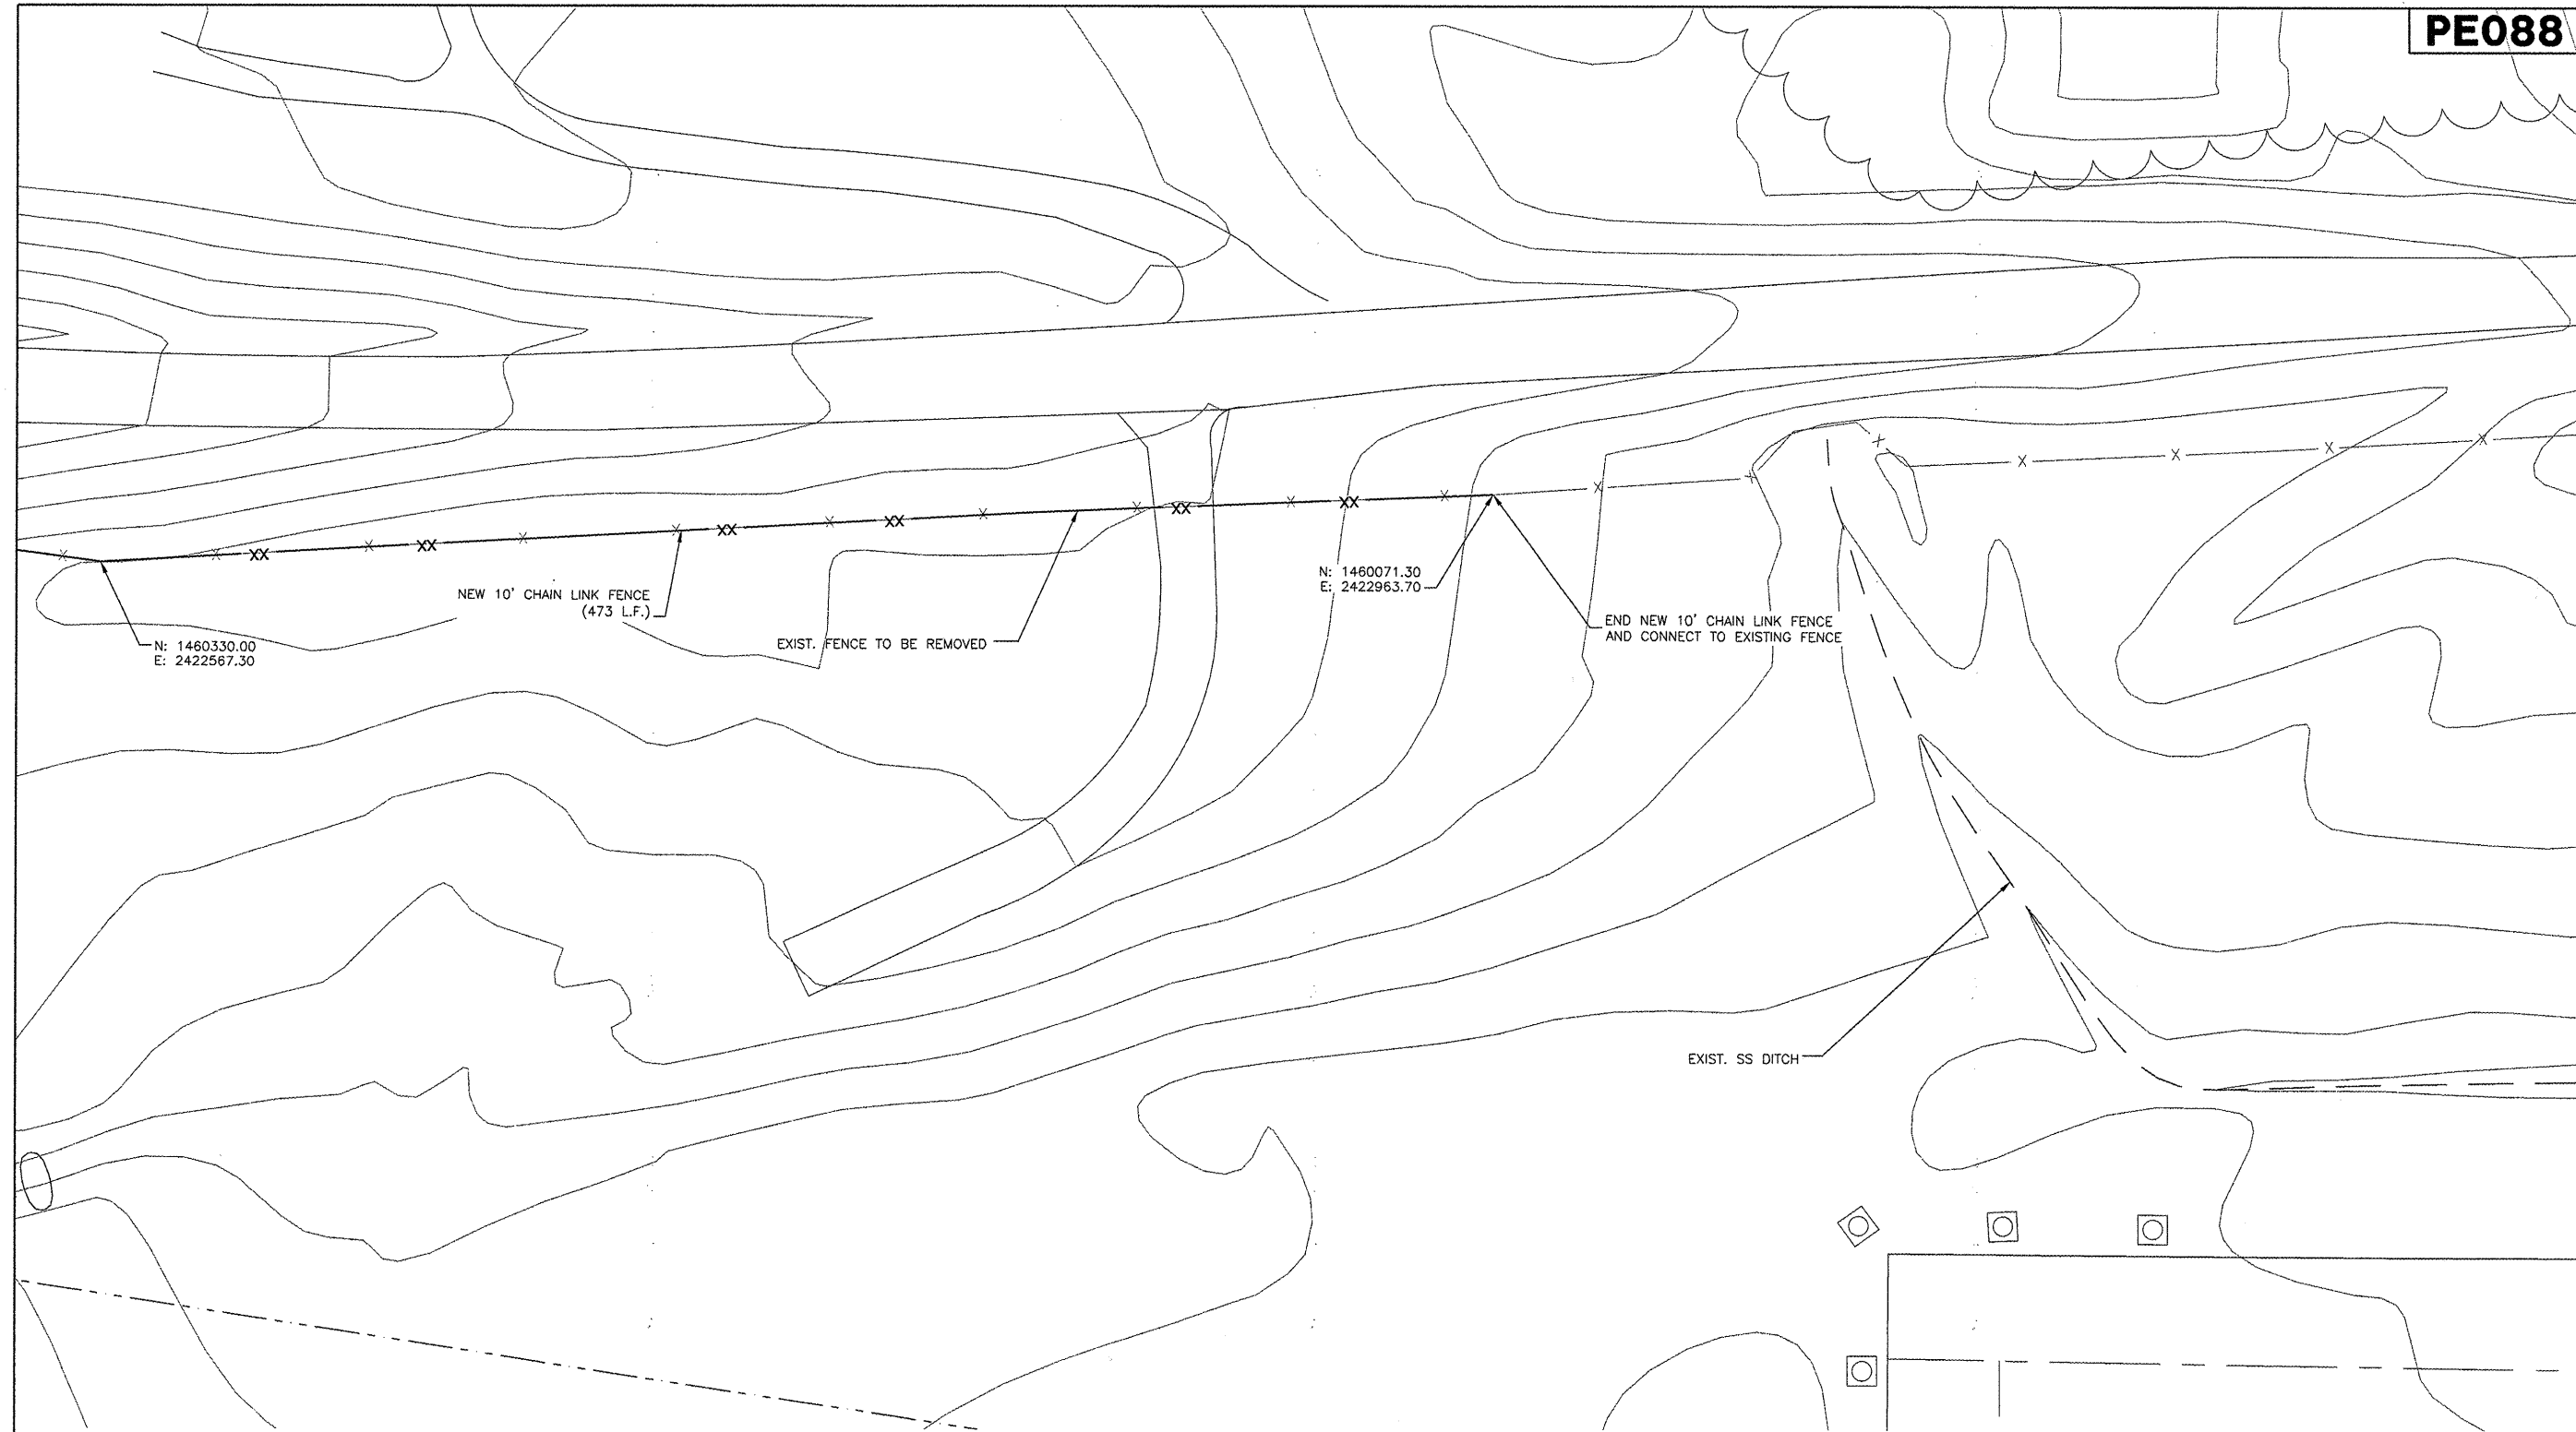 PE088
NEW 10' CHAIN LINK FENCE
(473 L.F.)
N: 1460330.00
E: 2422567.30
EXIST. FENCE TO BE REMOVED
N: 1460071.30
E: 2422963.70
END NEW 10' CHAIN LINK FENCE
AND CONNECT TO EXISTING FENCE
EXIST. SS DITCH